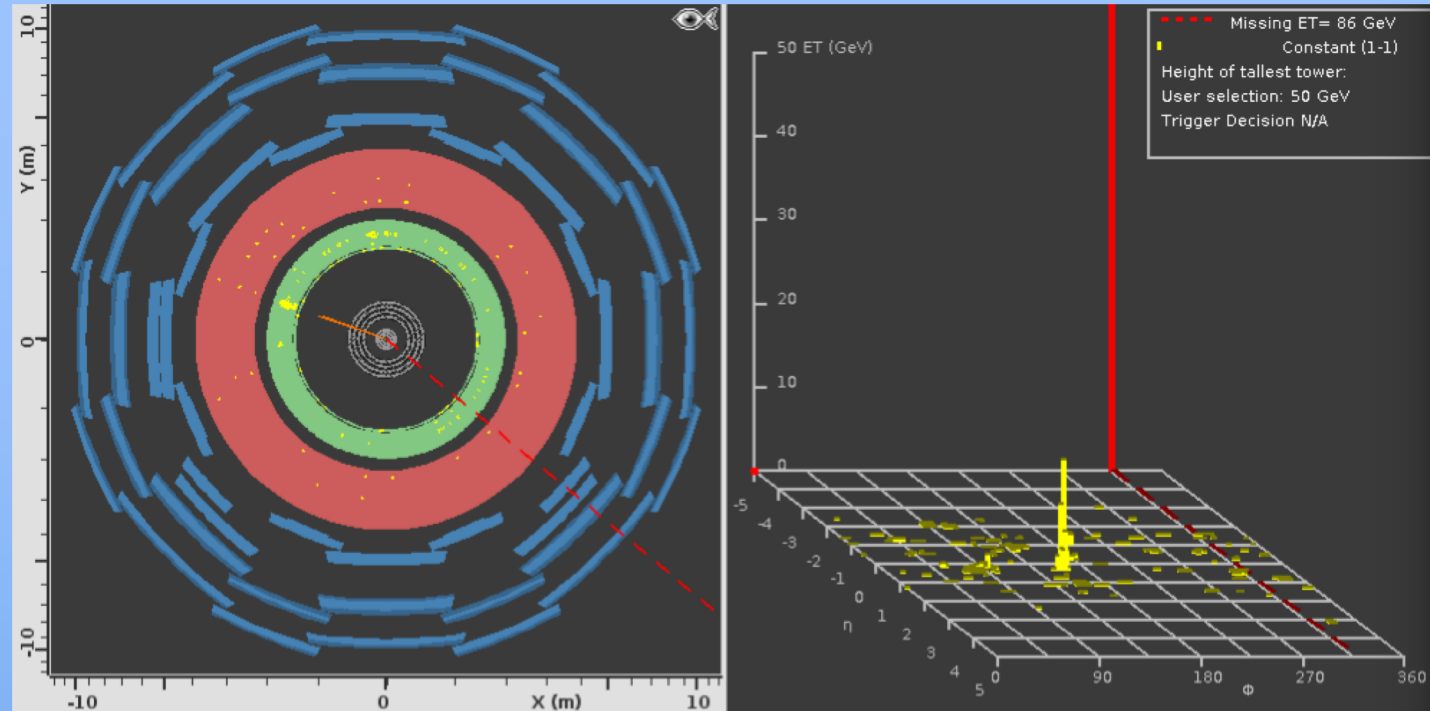 10
Y (m)
0
-10
-10
0
X (m)
10
50 ET (GeV)
40
30
20
10
0
-5
-4
-3
-2
-1
0
1
2
3
4
5
η
0
90
180
270
360
Φ
Missing ET= 86 GeV
Constant (1-1)
Height of tallest tower:
User selection: 50 GeV
Trigger Decision N/A